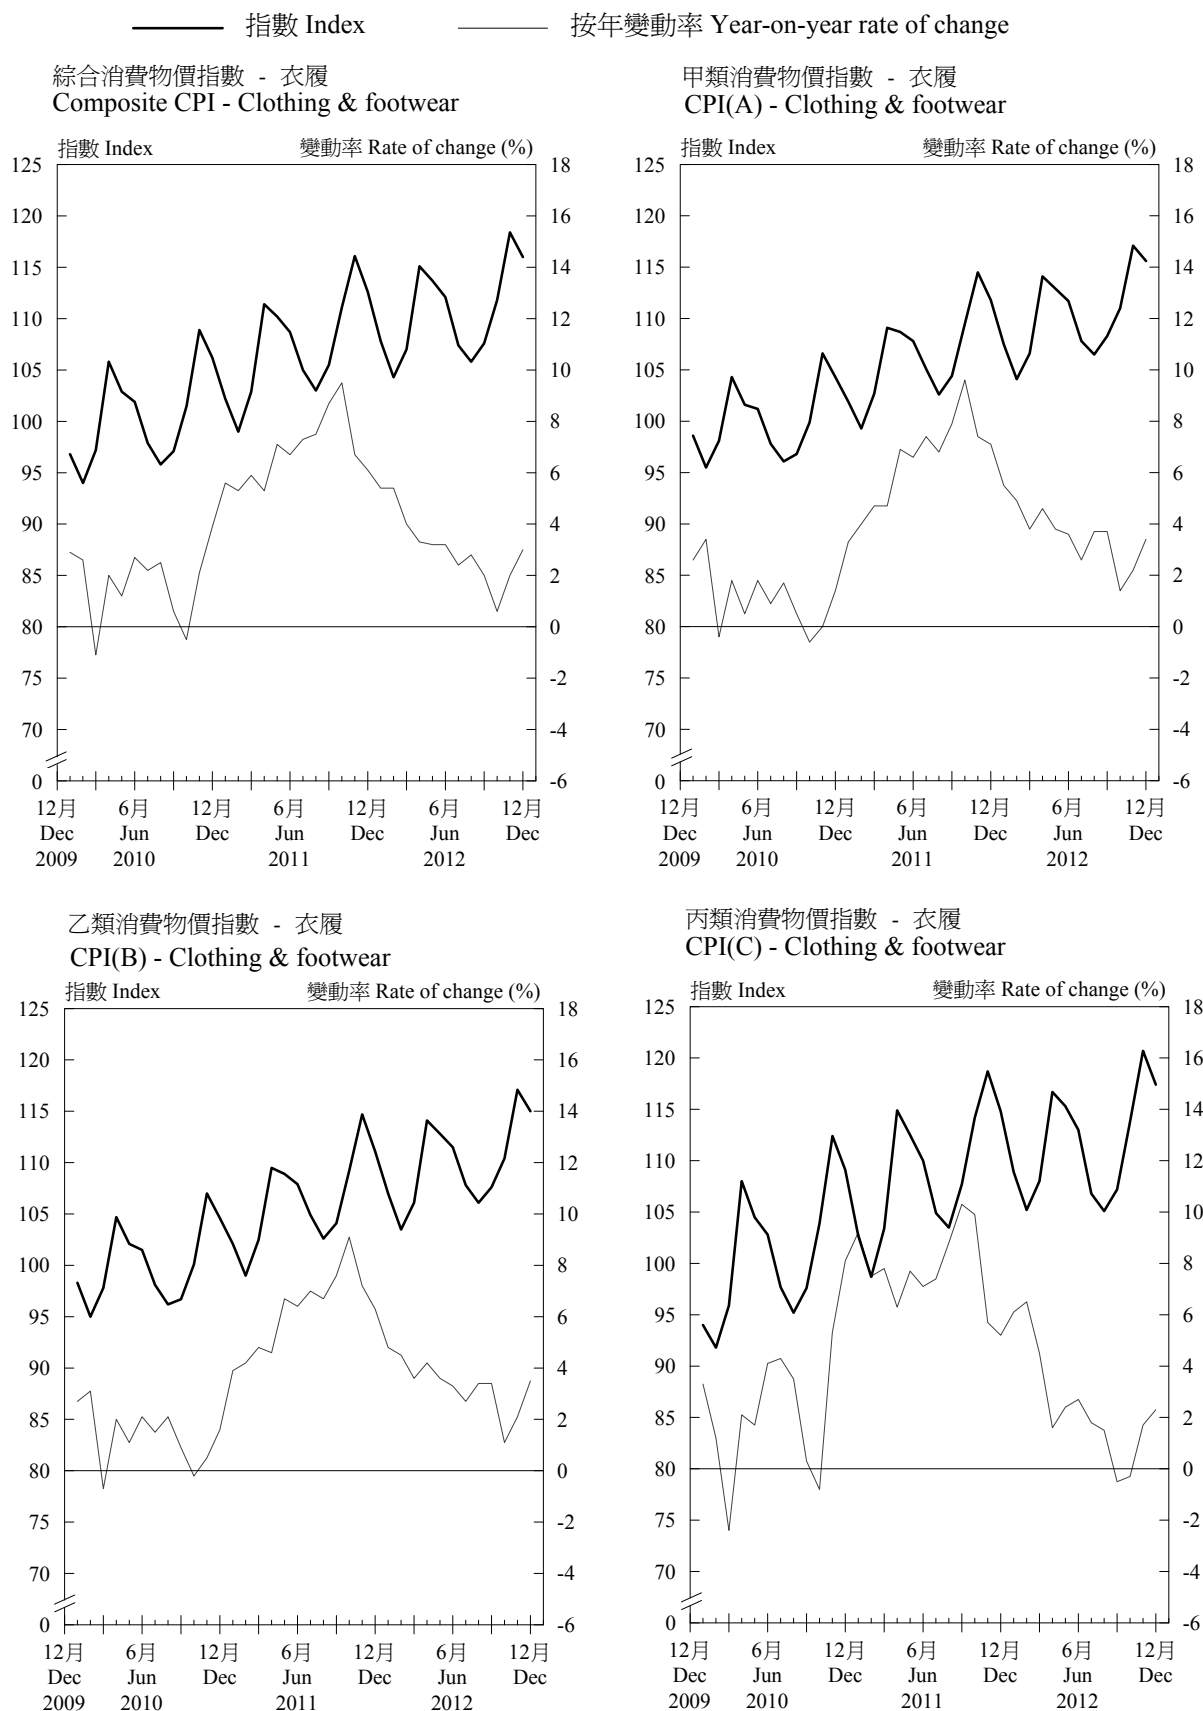 指數 Index 按年變動率 Year-on-year rate of change
綜合消費物價指數 - 衣履
Composite CPI - Clothing & footwear
指數 Index 變動率 Rate of change (%)
125 18
120 16
115 14
110 12
105 10
100 8
95 6
90 4
85 2
80 0
75 -2
70 -4
0 -6
12月 6月 12月 6月 12月 6月 12月
Dec Jun Dec Jun Dec Jun Dec
2009 2010 2011 2012
甲類消費物價指數 - 衣履
CPI(A) - Clothing & footwear
指數 Index 變動率 Rate of change (%)
125 18
120 16
115 14
110 12
105 10
100 8
95 6
90 4
85 2
80 0
75 -2
70 -4
0 -6
12月 6月 12月 6月 12月 6月 12月
Dec Jun Dec Jun Dec Jun Dec
2009 2010 2011 2012
乙類消費物價指數 - 衣履
CPI(B) - Clothing & footwear
指數 Index 變動率 Rate of change (%)
125 18
120 16
115 14
110 12
105 10
100 8
95 6
90 4
85 2
80 0
75 -2
70 -4
0 -6
12月 6月 12月 6月 12月 6月 12月
Dec Jun Dec Jun Dec Jun Dec
2009 2010 2011 2012
丙類消費物價指數 - 衣履
CPI(C) - Clothing & footwear
指數 Index 變動率 Rate of change (%)
125 18
120 16
115 14
110 12
105 10
100 8
95 6
90 4
85 2
80 0
75 -2
70 -4
0 -6
12月 6月 12月 6月 12月 6月 12月
Dec Jun Dec Jun Dec Jun Dec
2009 2010 2011 2012